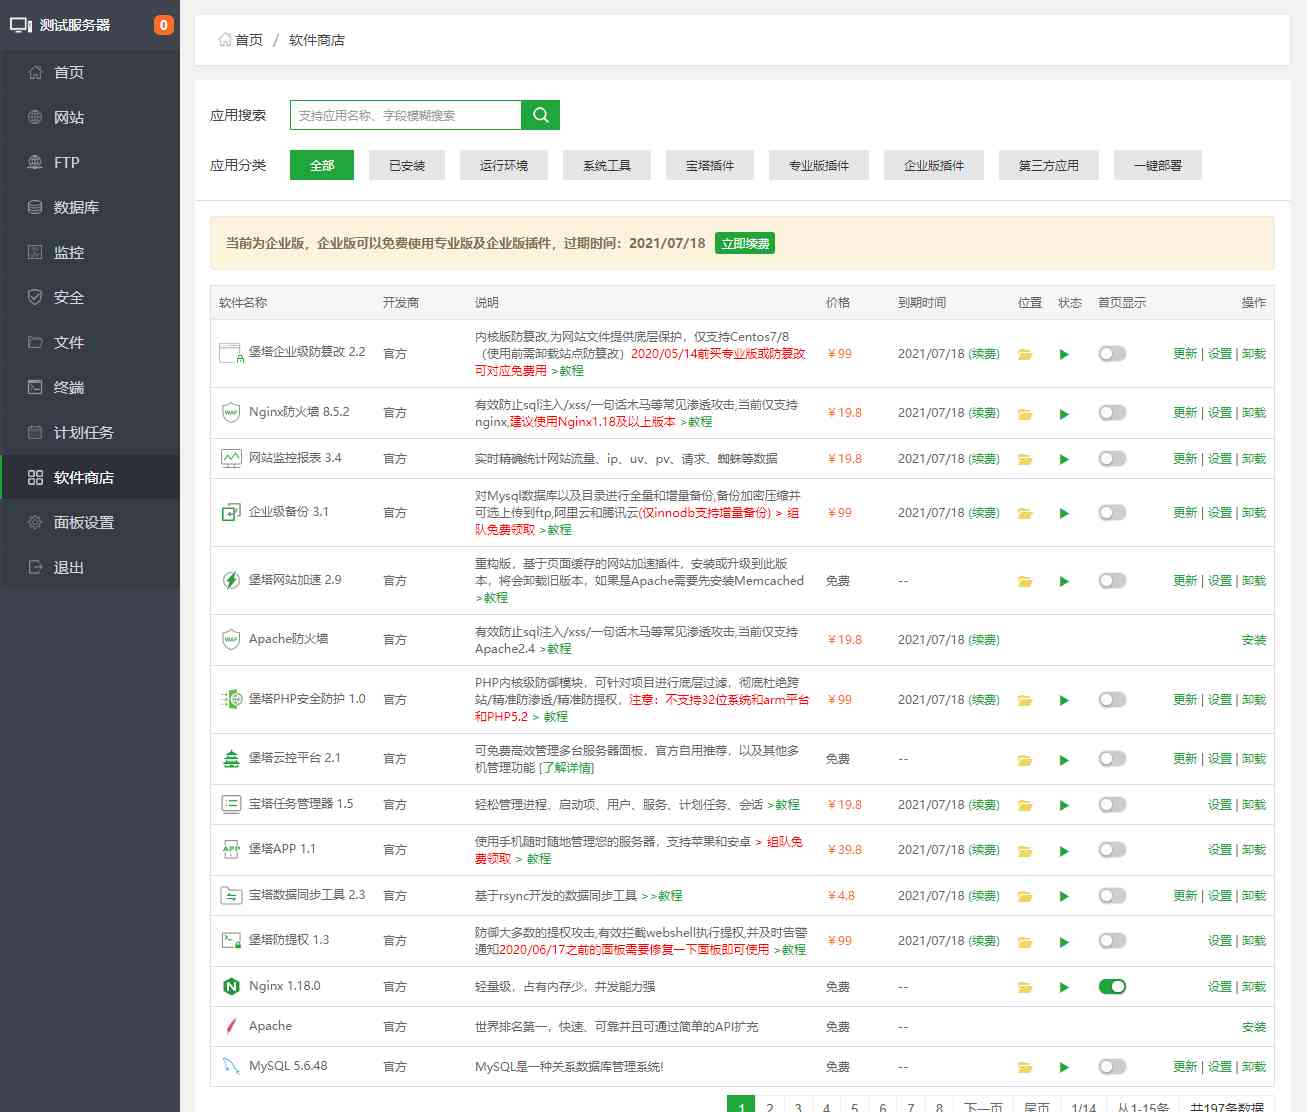 测试服务器 0
首页
网站
FTP
数据库
监控
安全
文件
终端
计划任务
软件商店
面板设置
退出
首页 / 软件商店
应用搜索 支持应用名称、字段模糊搜索
应用分类 全部 已安装 运行环境 系统工具 宝塔插件 专业版插件 企业版插件 第三方应用 一键部署
当前为企业版，企业版可以免费使用专业版及企业版插件，过期时间：2021/07/18 立即续费
软件名称 开发商 说明 价格 到期时间 位置 状态 首页显示 操作
内核版防篡改,为网站文件提供底层保护，仅支持Centos7/8
堡塔企业级防篡改 2.2 官方 （使用前需卸载站点防篡改）2020/05/14前买专业版或防篡改 ￥99 2021/07/18 (续费) 更新 | 设置 | 卸载
可对应免费用 >教程
有效防止sql注入/xss/一句话木马等常见渗透攻击,当前仅支持
Nginx防火墙 8.5.2 官方 ￥19.8 2021/07/18 (续费) 更新 | 设置 | 卸载
nginx,建议使用Nginx1.18及以上版本 >教程
网站监控报表 3.4 官方 实时精确统计网站流量、ip、uv、pv、请求、蜘蛛等数据 ￥19.8 2021/07/18 (续费) 更新 | 设置 | 卸载
对Mysql数据库以及目录进行全量和增量备份,备份加密压缩并
企业级备份 3.1 官方 可选上传到ftp,阿里云和腾讯云(仅innodb支持增量备份) > 组 ￥99 2021/07/18 (续费) 更新 | 设置 | 卸载
队免费领取 >教程
重构版，基于页面缓存的网站加速插件，安装或升级到此版
堡塔网站加速 2.9 官方 本，将会卸载旧版本，如果是Apache需要先安装Memcached 免费 -- 更新 | 设置 | 卸载
>教程
有效防止sql注入/xss/一句话木马等常见渗透攻击,当前仅支持
Apache防火墙 官方 ￥19.8 2021/07/18 (续费) 安装
Apache2.4 >教程
PHP内核级防御模块，可针对项目进行底层过滤，彻底杜绝跨
堡塔PHP安全防护 1.0 官方 站/精准防渗透/精准防提权，注意：不支持32位系统和arm平台 ￥99 2021/07/18 (续费) 更新 | 设置 | 卸载
和PHP5.2 > 教程
可免费高效管理多台服务器面板，官方自用推荐，以及其他多
堡塔云控平台 2.1 官方 免费 -- 更新 | 设置 | 卸载
机管理功能 [了解详情]
宝塔任务管理器 1.5 官方 轻松管理进程、启动项、用户、服务、计划任务、会话 >教程 ￥19.8 2021/07/18 (续费) 设置 | 卸载
使用手机随时随地管理您的服务器，支持苹果和安卓 > 组队免
堡塔APP 1.1 官方 ￥39.8 2021/07/18 (续费) 设置 | 卸载
费领取 > 教程
宝塔数据同步工具 2.3 官方 基于rsync开发的数据同步工具 >>教程 ￥4.8 2021/07/18 (续费) 更新 | 设置 | 卸载
防御大多数的提权攻击,有效拦截webshell执行提权,并及时告警
堡塔防提权 1.3 官方 ￥99 2021/07/18 (续费) 设置 | 卸载
通知2020/06/17之前的面板需要修复一下面板即可使用 >教程
Nginx 1.18.0 官方 轻量级，占有内存少，并发能力强 免费 -- 设置 | 卸载
Apache 官方 世界排名第一，快速、可靠并且可通过简单的API扩充 免费 -- 安装
MySQL 5.6.48 官方 MySQL是一种关系数据库管理系统! 免费 -- 更新 | 设置 | 卸载
1 2 3 4 5 6 7 8 下一页 尾页 1/14 从1-15条 共197条数据